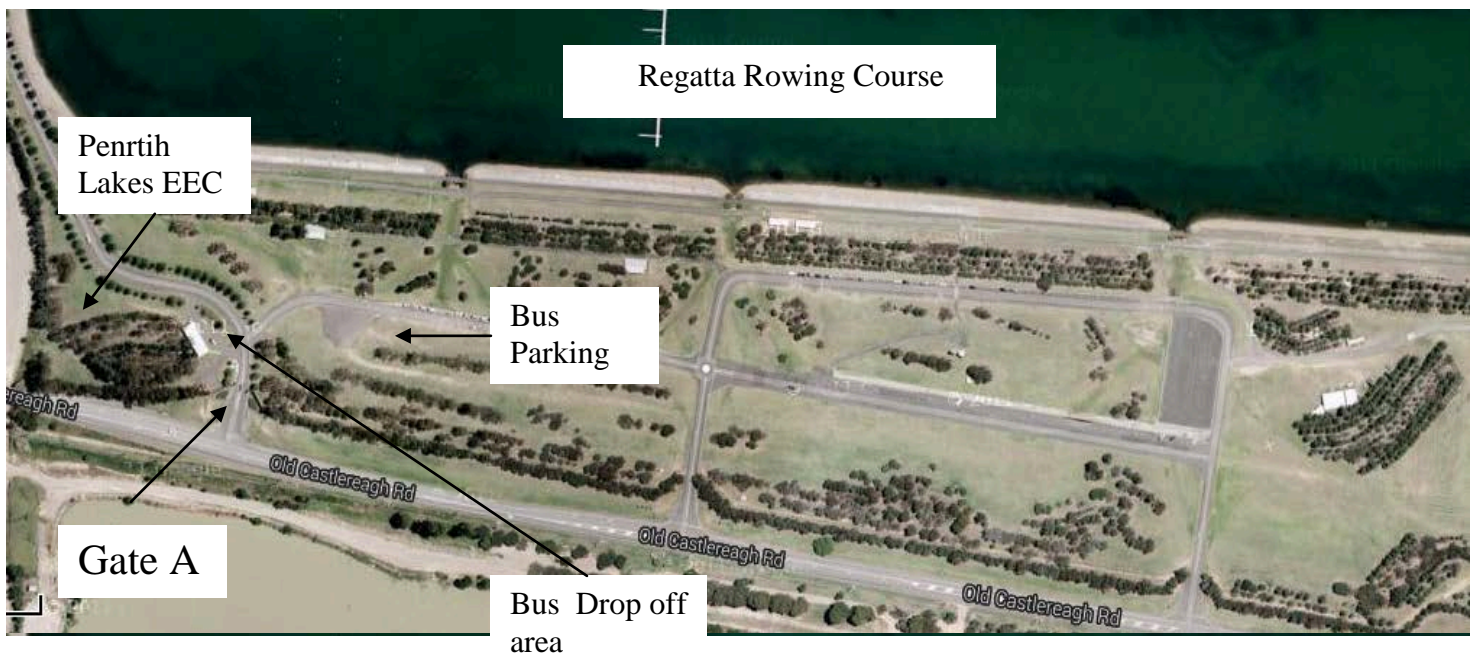 Regatta Rowing Course
Penrtih
Lakes EEC
Bus
Parking
ereagh Rd
Old Castlereagh Rd
Old Castlereagh Rd
Old Castlereagh Rd
Gate A
Bus Drop off
area